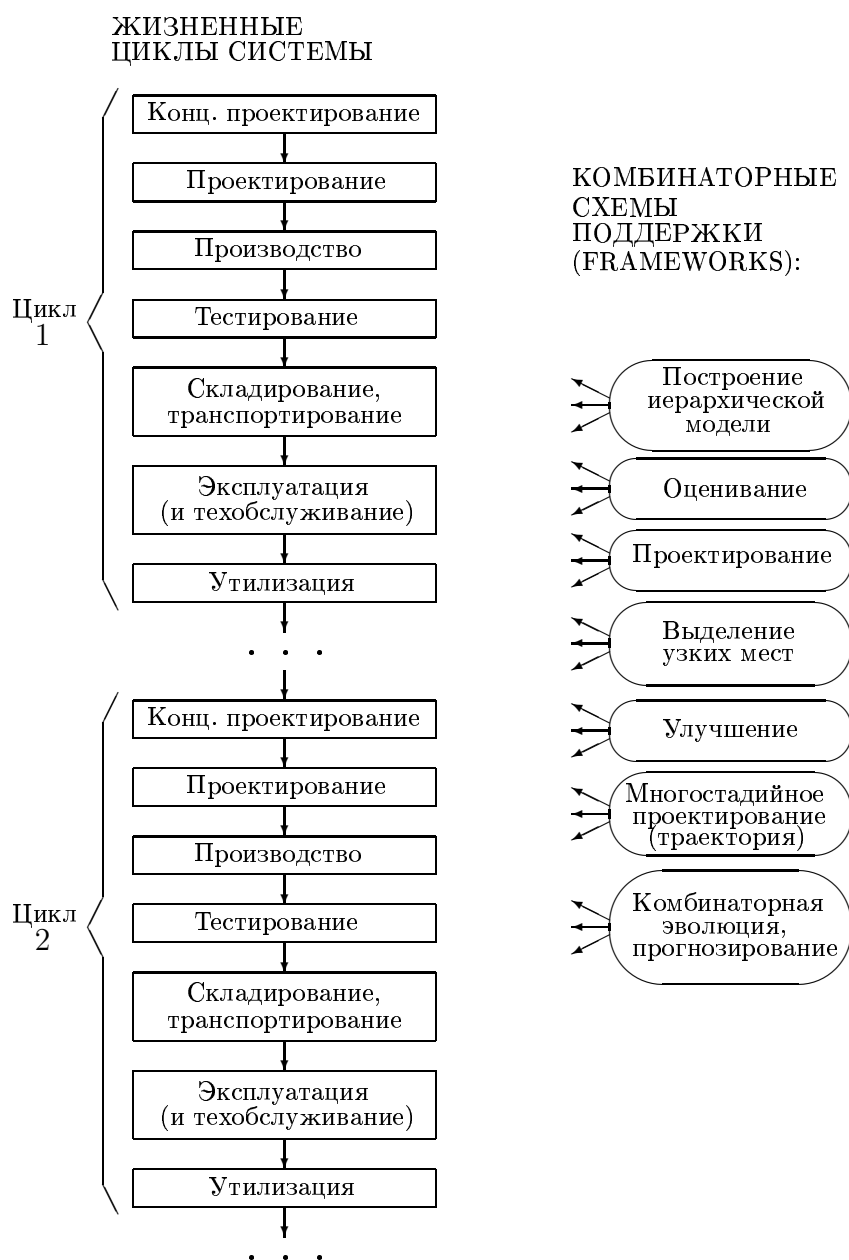 ЖИЗНЕННЫЕ
ЦИКЛЫ СИСТЕМЫ
Цикл
1
Конц. проектирование
Проектирование
Производство
Тестирование
Складирование,
транспортирование
Эксплуатация
(и техобслуживание)
Утилизация
. . .
Цикл
2
Конц. проектирование
Проектирование
Производство
Тестирование
Складирование,
транспортирование
Эксплуатация
(и техобслуживание)
Утилизация
. . .
КОМБИНАТОРНЫЕ
СХЕМЫ
ПОДДЕРЖКИ
(FRAMEWORKS):
Построение
иерархической
модели
Оценивание
Проектирование
Выделение
узких мест
Улучшение
Многостадийное
проектирование
(траектория)
Комбинаторная
эволюция,
прогнозирование